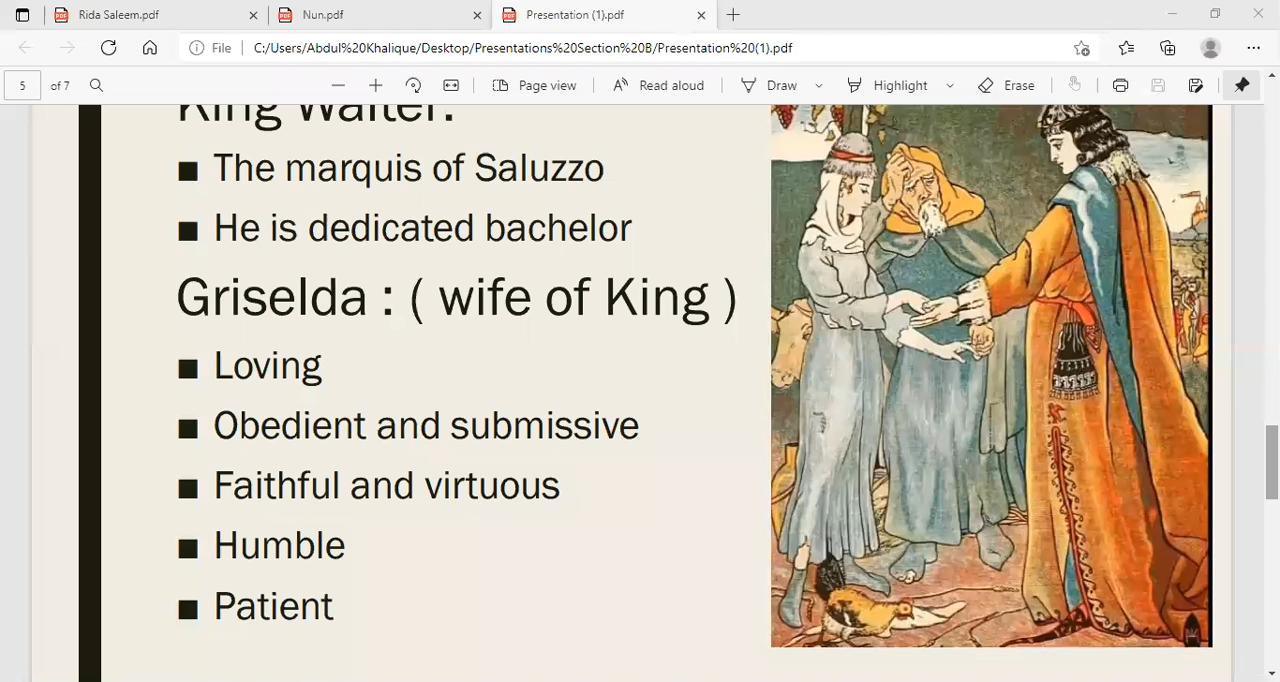 Rida Saleem.pdf
Nun.pdf
Presentation (1).pdf
File
C:/Users/Abdul%20Khalique/Desktop/Presentations%20Section%20B/Presentation%20(1).pdf
5 of 7
Page view
Read aloud
Draw
Highlight
Erase
King Walter:
The marquis of Saluzzo
He is dedicated bachelor
Griselda : ( wife of King )
Loving
Obedient and submissive
Faithful and virtuous
Humble
Patient